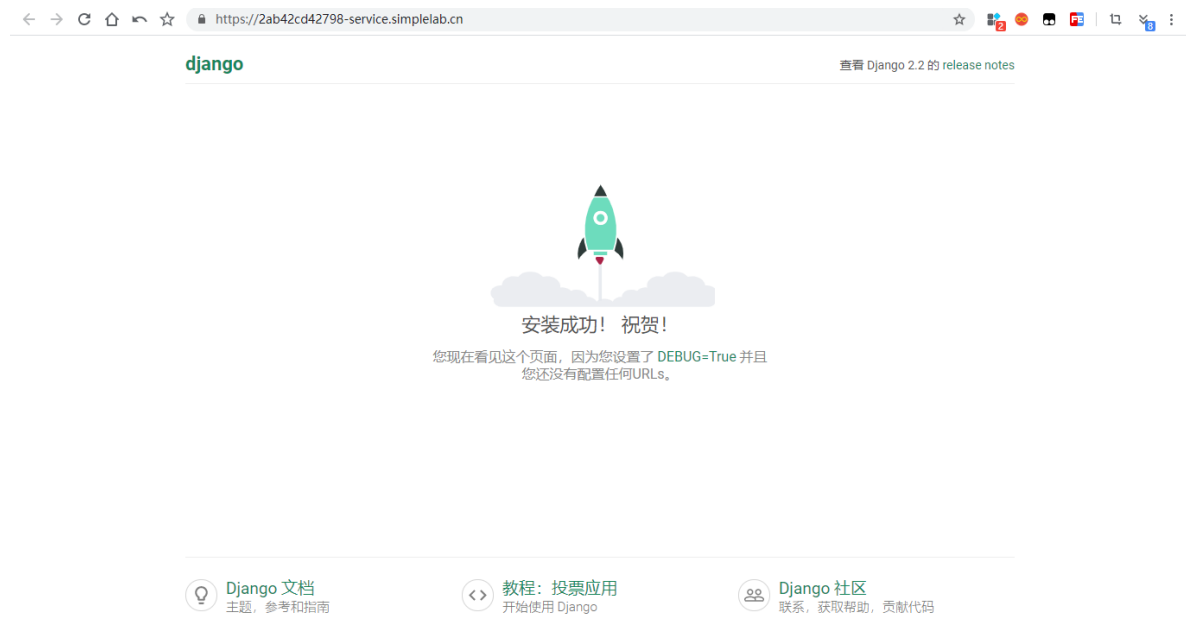 https://2ab42cd42798-service.simplelab.cn
2
FE
8
django
查看 Django 2.2 的 release notes
安装成功！ 祝贺！
您现在看见这个页面，因为您设置了 DEBUG=True 并且
您还没有配置任何URLs。
Django 文档
主题，参考和指南
教程：投票应用
开始使用 Django
Django 社区
联系，获取帮助，贡献代码